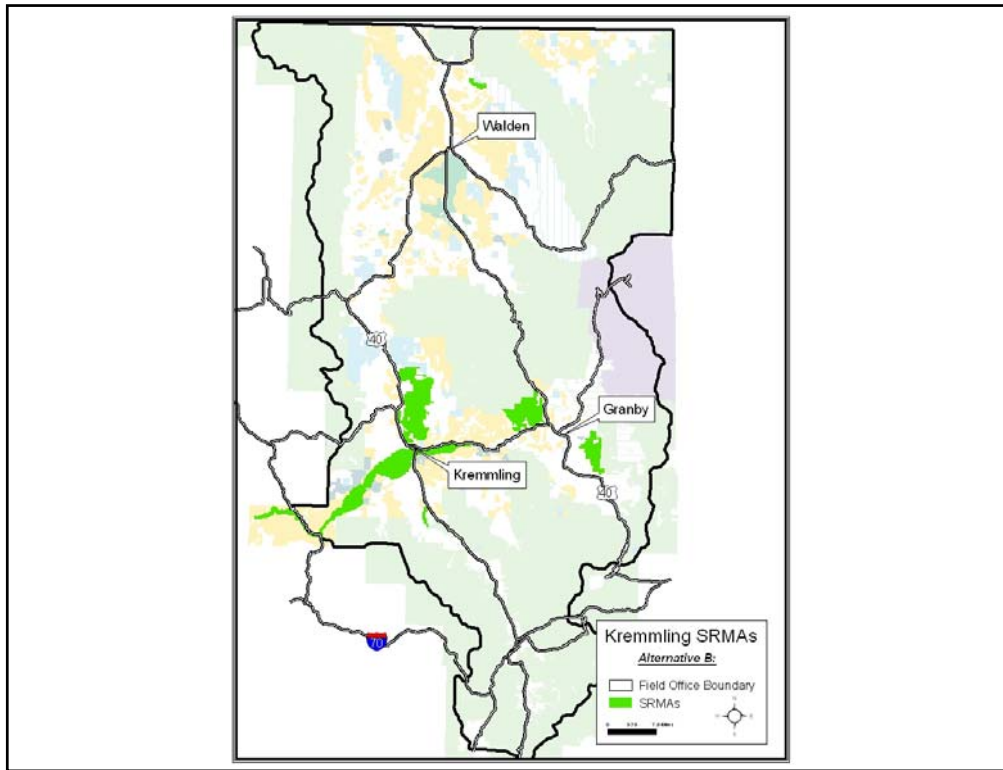 Walden
40
Granby
Kremmling
40
70
Kremmling SRMAs
Alternative B:
Field Office Boundary
SRMAs